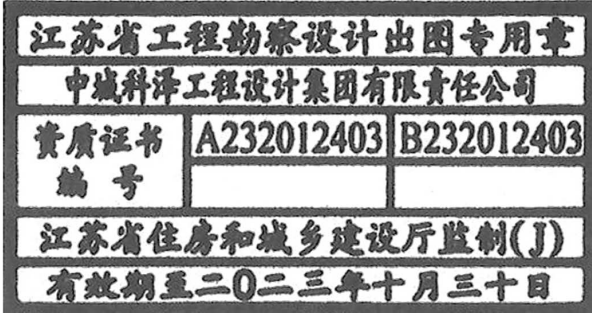 江苏省工程勘察设计出图专用章
中城科泽工程设计集团有限责任公司
资质证书编号 A232012403 B232012403
江苏省住房和城乡建设厅监制(J)
有效期至二〇二三年十月三十日